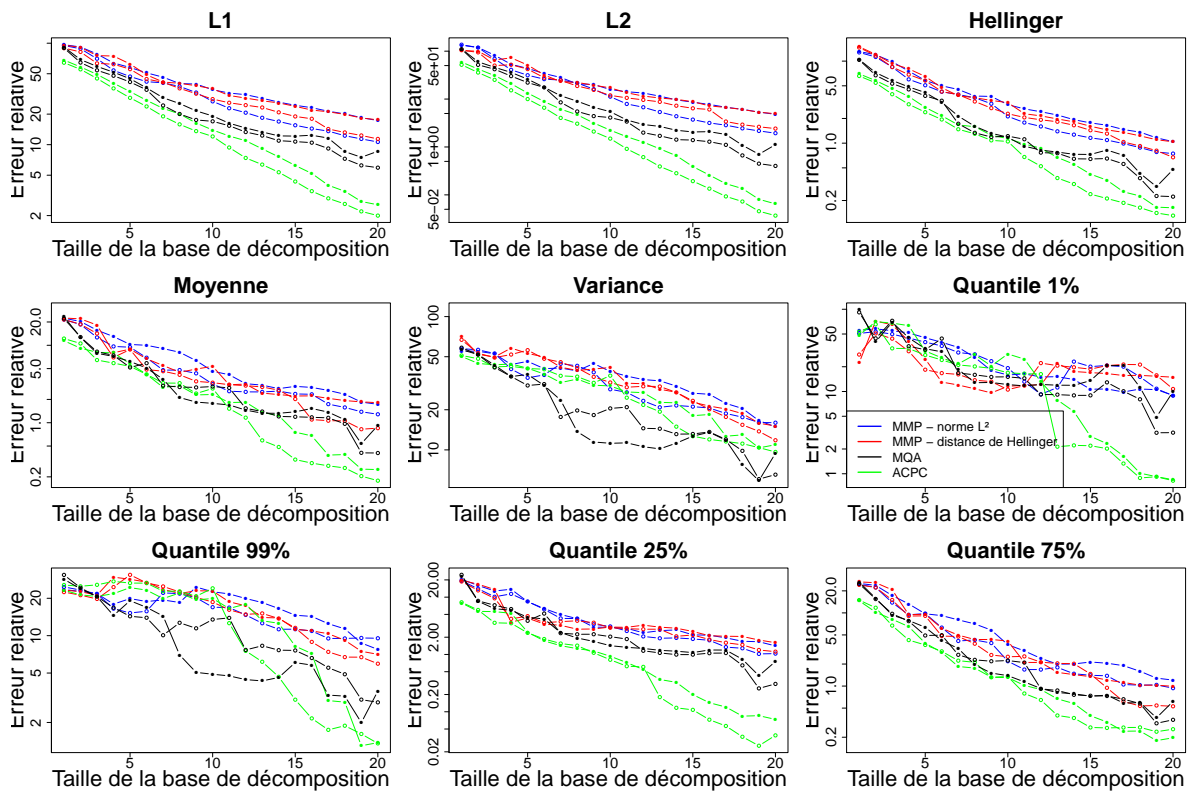 L1
L2
Hellinger
Erreur relative
2
5
10
20
50
5
10
15
20
Taille de la base de décomposition
Erreur relative
5e−02
1e+00
5e+01
5
10
15
20
Taille de la base de décomposition
Erreur relative
0.2
1.0
5.0
5
10
15
20
Taille de la base de décomposition
Moyenne
Variance
Quantile 1%
Erreur relative
0.2
1.0
5.0
20.0
5
10
15
20
Taille de la base de décomposition
Erreur relative
10
20
50
100
5
10
15
20
Taille de la base de décomposition
Erreur relative
1
2
5
10
50
MMP − norme L²
MMP − distance de Hellinger
MQA
ACPC
5
10
15
20
Taille de la base de décomposition
Quantile 99%
Quantile 25%
Quantile 75%
Erreur relative
2
5
10
20
5
10
15
20
Taille de la base de décomposition
Erreur relative
0.02
0.20
2.00
20.00
5
10
15
20
Taille de la base de décomposition
Erreur relative
0.2
1.0
5.0
20.0
5
10
15
20
Taille de la base de décomposition